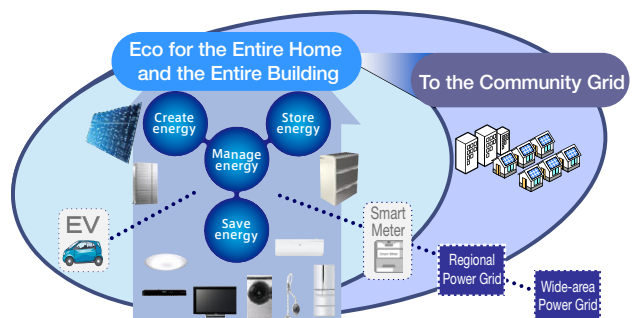 Eco for the Entire Home
and the Entire Building
To the Community Grid
Create
energy
Store
energy
Manage
energy
Save
energy
EV
Smart
Meter
Regional
Power Grid
Wide-area
Power Grid